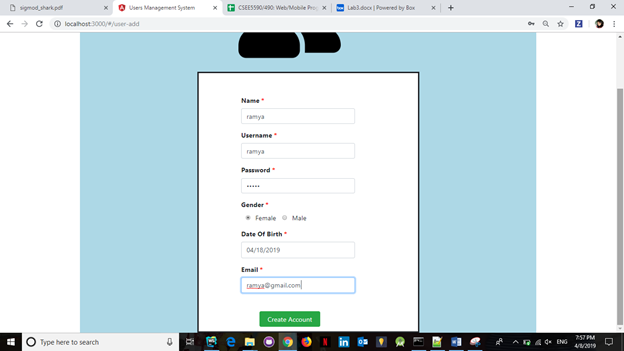 sigmod_shark.pdf
Users Management System
CSEE5590/490: Web/Mobile Pro
Lab3.docx | Powered by Box
localhost:3000/#/user-add
Name *
ramya
Username *
ramya
Password *
•••••
Gender *
Female Male
Date Of Birth *
04/18/2019
Email *
ramya@gmail.com
Create Account
Type here to search
ENG
7:57 PM
4/8/2019